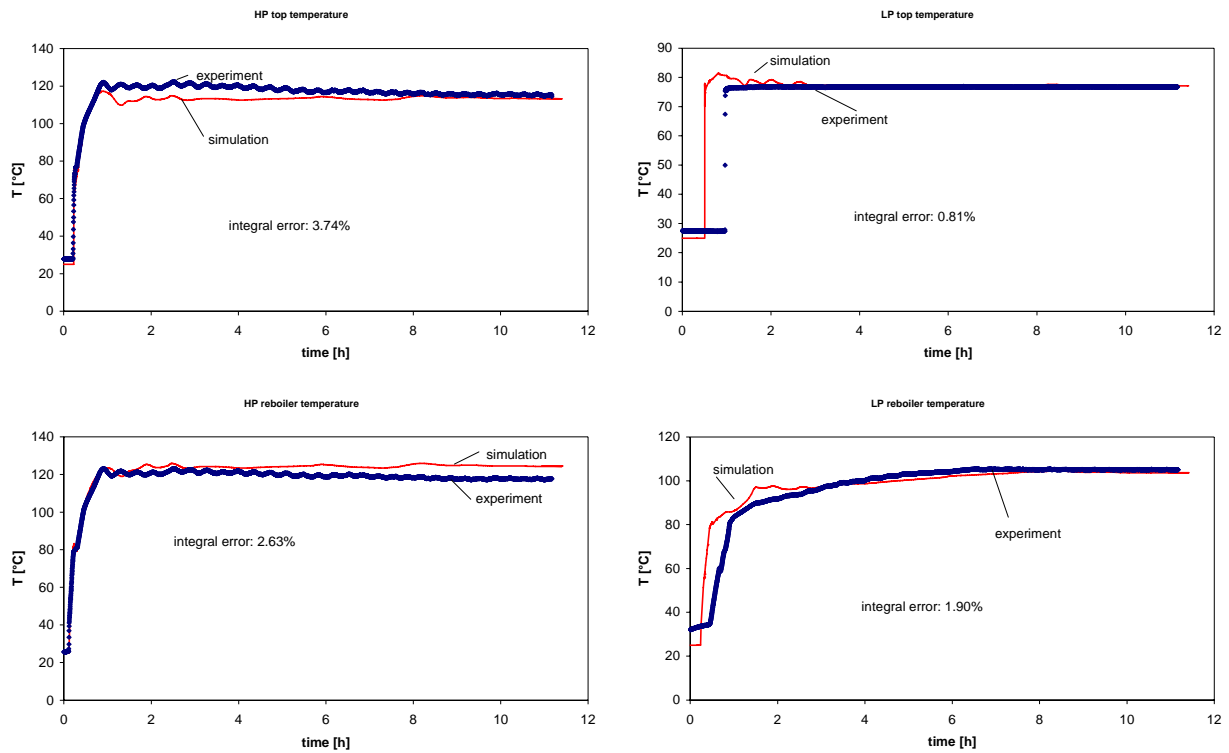 HP top temperature
140
120
100
80
60
40
20
0
T [°C]
experiment
simulation
integral error: 3.74%
0 2 4 6 8 10 12
time [h]
LP top temperature
90
80
70
60
50
40
30
20
10
0
T [°C]
simulation
experiment
integral error: 0.81%
0 2 4 6 8 10 12
time [h]
HP reboiler temperature
140
120
100
80
60
40
20
0
T [°C]
simulation
experiment
integral error: 2.63%
0 2 4 6 8 10 12
time [h]
LP reboiler temperature
120
100
80
60
40
20
0
T [°C]
simulation
experiment
integral error: 1.90%
0 2 4 6 8 10 12
time [h]